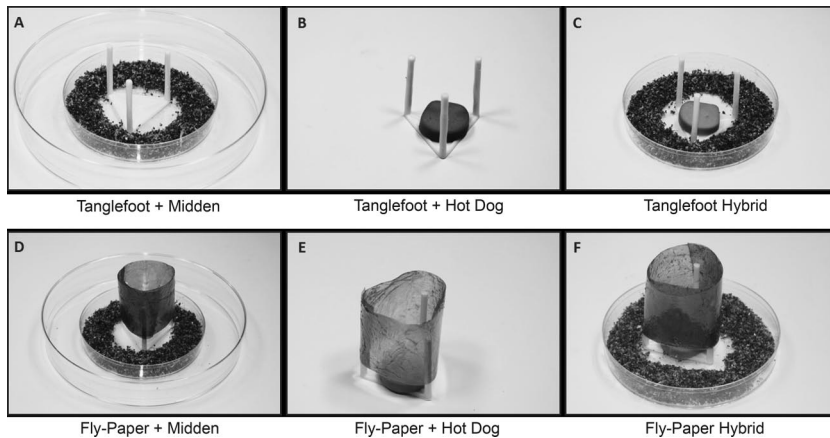 A
B
C
Tanglefoot + Midden
Tanglefoot + Hot Dog
Tanglefoot Hybrid
D
E
F
Fly-Paper + Midden
Fly-Paper + Hot Dog
Fly-Paper Hybrid